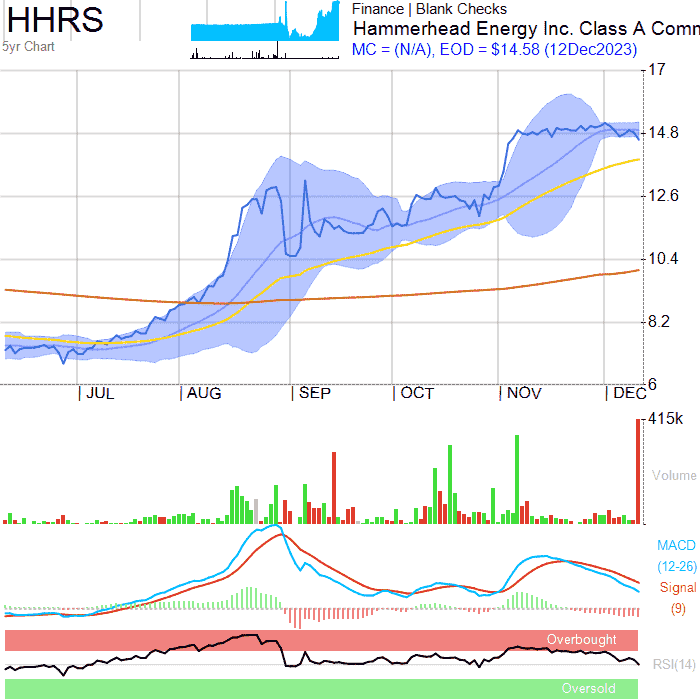 HHRS
5yr Chart
Finance | Blank Checks
Hammerhead Energy Inc. Class A Comm
MC = (N/A), EOD = $14.58 (12Dec2023)
17
14.8
12.6
10.4
8.2
6
| JUL | AUG | SEP | OCT | NOV | DEC
415k
Volume
MACD
(12-26)
Signal
(9)
Overbought
RSI(14)
Oversold